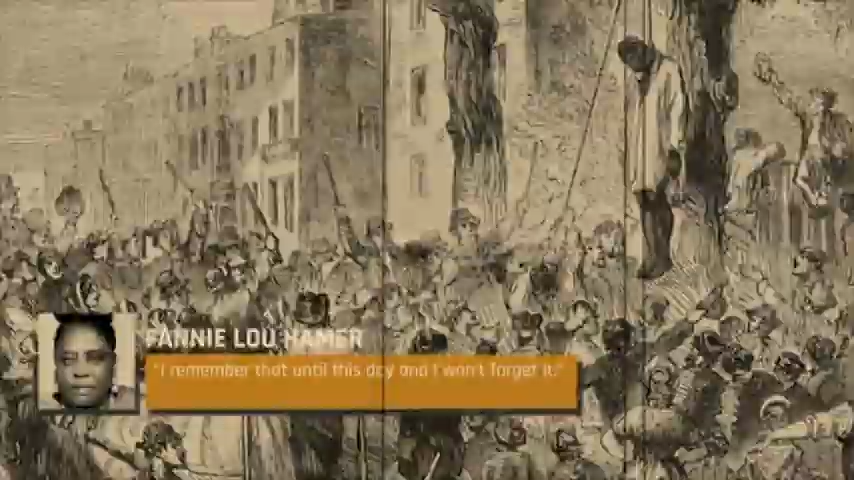 FANNIE LOU HAMER
"I remember that until this day and I won't forget it."